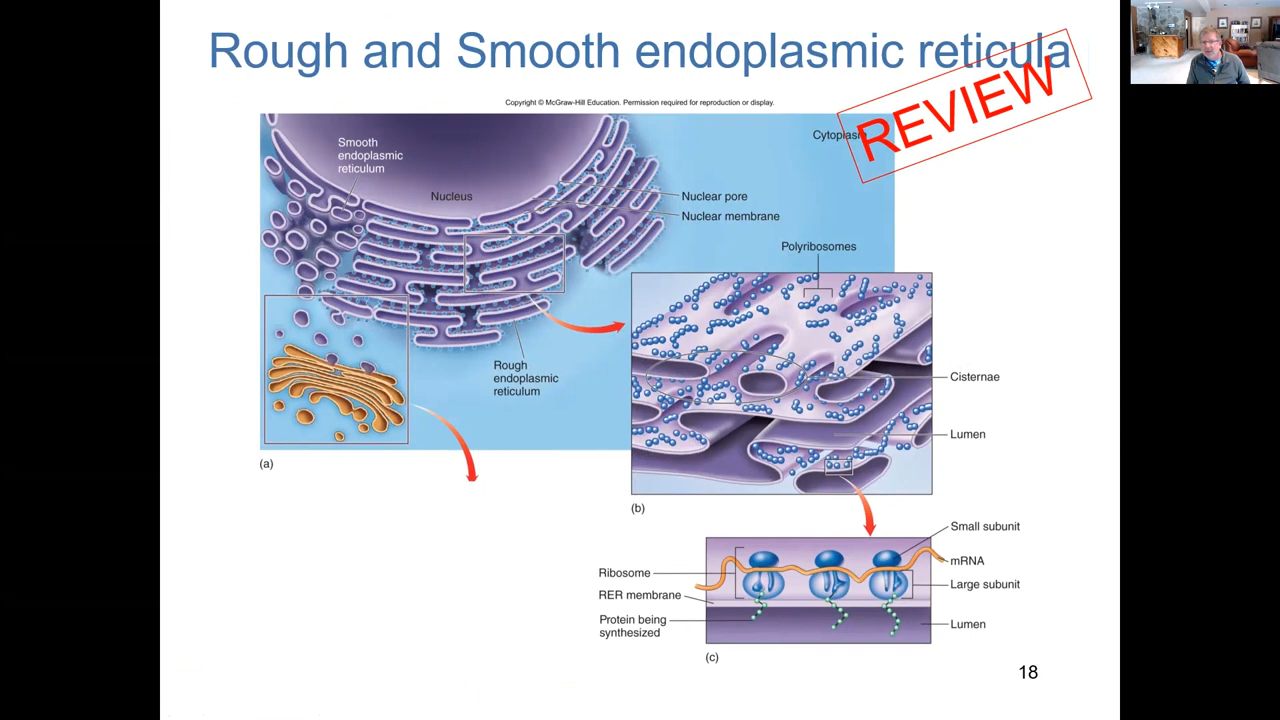 Rough and Smooth endoplasmic reticula
REVIEW
Copyright © McGraw-Hill Education. Permission required for reproduction or display.
Smooth
endoplasmic
reticulum
Cytoplasm
Nucleus
Nuclear pore
Nuclear membrane
Polyribosomes
Rough
endoplasmic
reticulum
Cisternae
Lumen
(a)
(b)
Small subunit
mRNA
Large subunit
Lumen
Ribosome
RER membrane
Protein being
synthesized
(c)
18